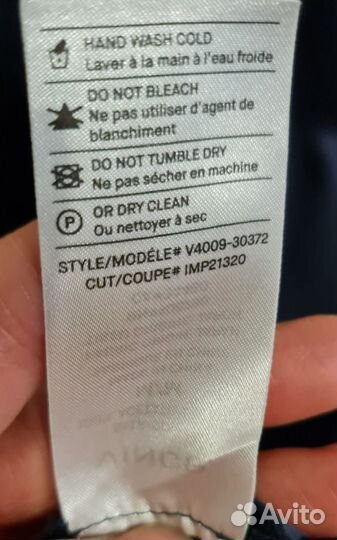 HAND WASH COLD
Laver à la main à l'eau froide
DO NOT BLEACH
Ne pas utiliser d'agent de
blanchiment
DO NOT TUMBLE DRY
Ne pas sécher en machine
P
OR DRY CLEAN
Ou nettoyer à sec
STYLE/MODÉLE# V4009-30372
CUT/COUPE# IMP21320
VINCE
Avito